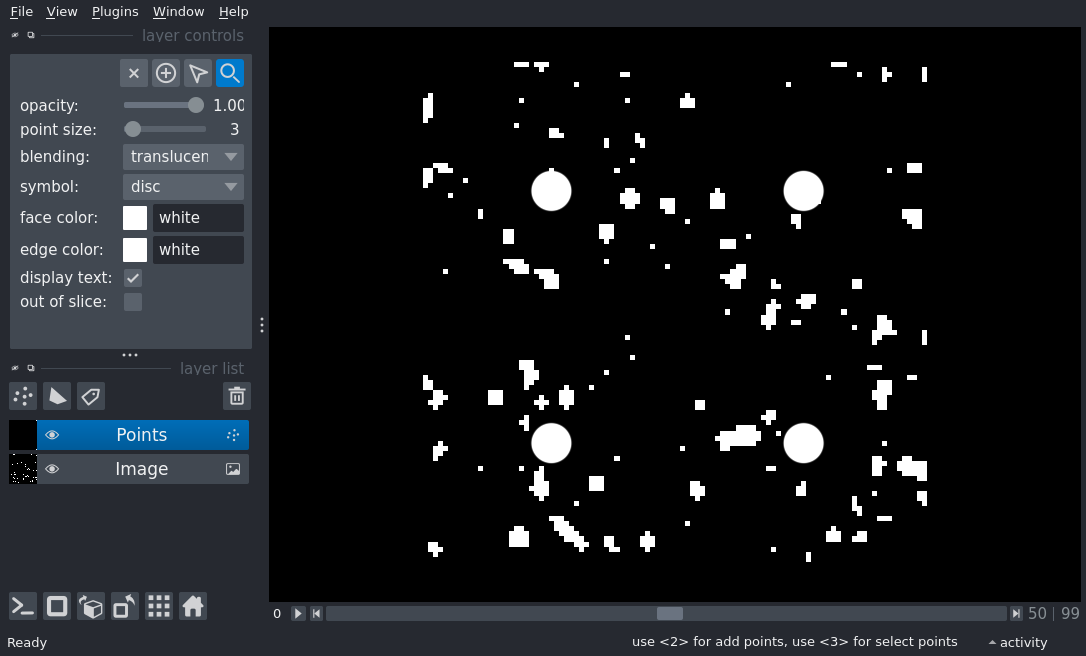 File View Plugins Window Help
layer controls
opacity: 1.00
point size: 3
blending: translucen
symbol: disc
face color: white
edge color: white
display text:
out of slice:
layer list
Points
Image
0 50 | 99
Ready use <2> for add points, use <3> for select points activity